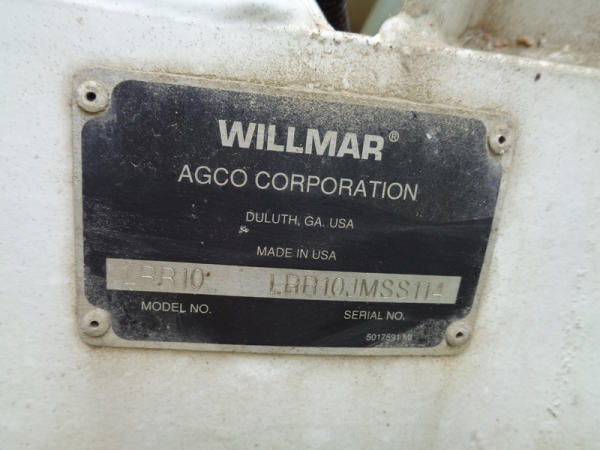 WILLMAR®
AGCO CORPORATION
DULUTH, GA. USA
MADE IN USA
MODEL NO.
SERIAL NO.